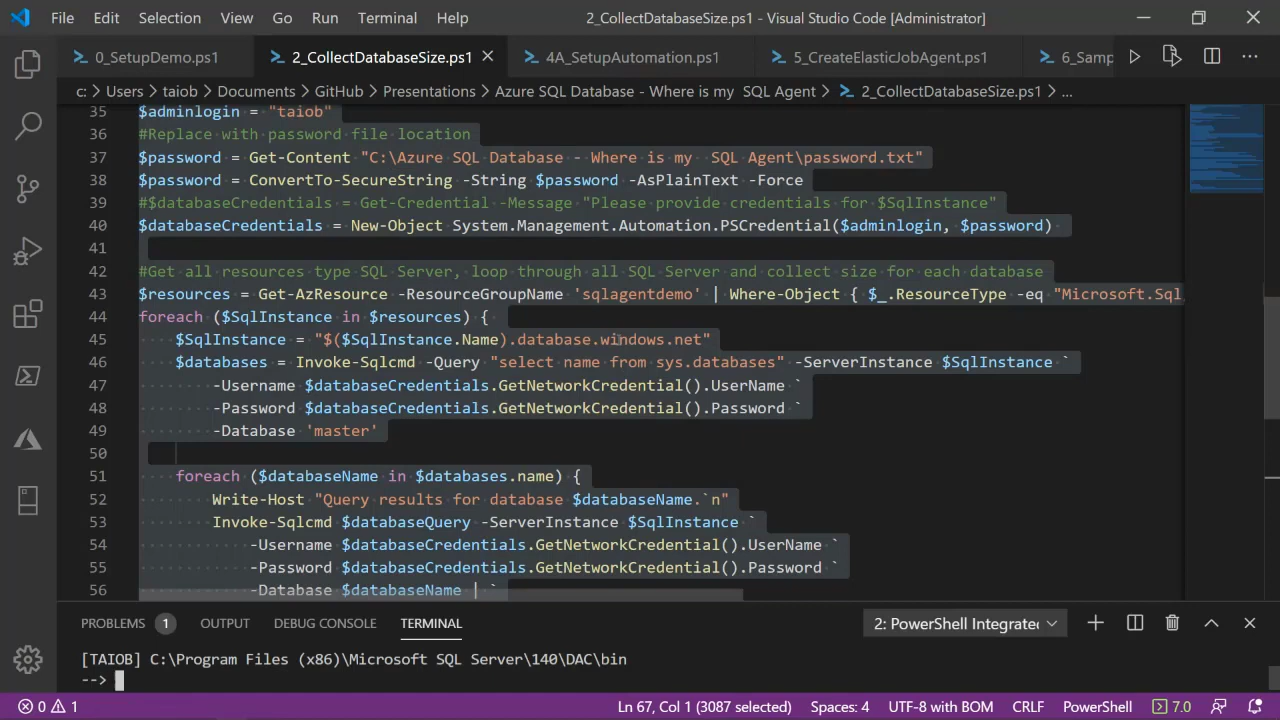 File Edit Selection View Go Run Terminal Help 2_CollectDatabaseSize.ps1 - Visual Studio Code [Administrator]
0_SetupDemo.ps1 2_CollectDatabaseSize.ps1 4A_SetupAutomation.ps1 5_CreateElasticJobAgent.ps1 6_Samp
c: > Users > taiob > Documents > GitHub > Presentations > Azure SQL Database - Where is my SQL Agent > 2_CollectDatabaseSize.ps1 > ...
35 $adminlogin = "taiob"
36 #Replace with password file location
37 $password = Get-Content "C:\Azure SQL Database - Where is my SQL Agent\password.txt"
38 $password = ConvertTo-SecureString -String $password -AsPlainText -Force
39 #$databaseCredentials = Get-Credential -Message "Please provide credentials for $SqlInstance"
40 $databaseCredentials = New-Object System.Management.Automation.PSCredential($adminlogin, $password)
41
42 #Get all resources type SQL Server, loop through all SQL Server and collect size for each database
43 $resources = Get-AzResource -ResourceGroupName 'sqlagentdemo' | Where-Object { $_.ResourceType -eq "Microsoft.Sql
44 foreach ($SqlInstance in $resources) {
45 $SqlInstance = "$($SqlInstance.Name).database.windows.net"
46 $databases = Invoke-Sqlcmd -Query "select name from sys.databases" -ServerInstance $SqlInstance `
47 -Username $databaseCredentials.GetNetworkCredential().UserName `
48 -Password $databaseCredentials.GetNetworkCredential().Password `
49 -Database 'master'
50
51 foreach ($databaseName in $databases.name) {
52 Write-Host "Query results for database $databaseName.`n"
53 Invoke-Sqlcmd $databaseQuery -ServerInstance $SqlInstance `
54 -Username $databaseCredentials.GetNetworkCredential().UserName `
55 -Password $databaseCredentials.GetNetworkCredential().Password `
56 -Database $databaseName | `
PROBLEMS 1 OUTPUT DEBUG CONSOLE TERMINAL 2: PowerShell Integrated
[TAIOB] C:\Program Files (x86)\Microsoft SQL Server\140\DAC\bin
-->
0 1 Ln 67, Col 1 (3087 selected) Spaces: 4 UTF-8 with BOM CRLF PowerShell 7.0